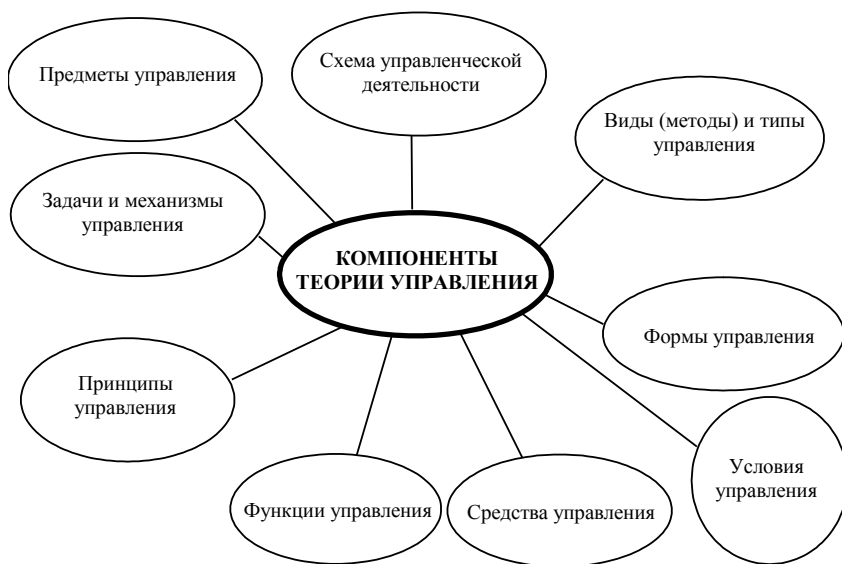 Схема управленческой
деятельности
Предметы управления
Виды (методы) и типы
управления
Задачи и механизмы
управления
КОМПОНЕНТЫ
ТЕОРИИ УПРАВЛЕНИЯ
Формы управления
Принципы
управления
Условия
управления
Функции управления
Средства управления